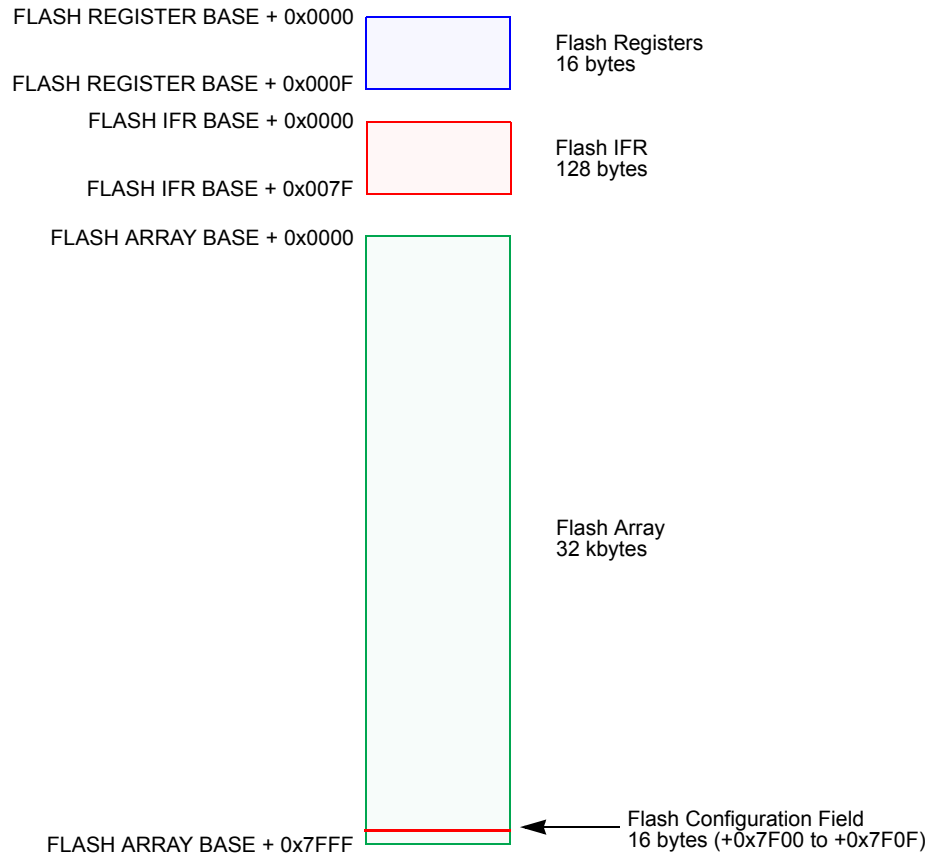 FLASH REGISTER BASE + 0x0000
Flash Registers
16 bytes
FLASH REGISTER BASE + 0x000F
FLASH IFR BASE + 0x0000
Flash IFR
128 bytes
FLASH IFR BASE + 0x007F
FLASH ARRAY BASE + 0x0000
Flash Array
32 kbytes
Flash Configuration Field
16 bytes (+0x7F00 to +0x7F0F)
FLASH ARRAY BASE + 0x7FFF